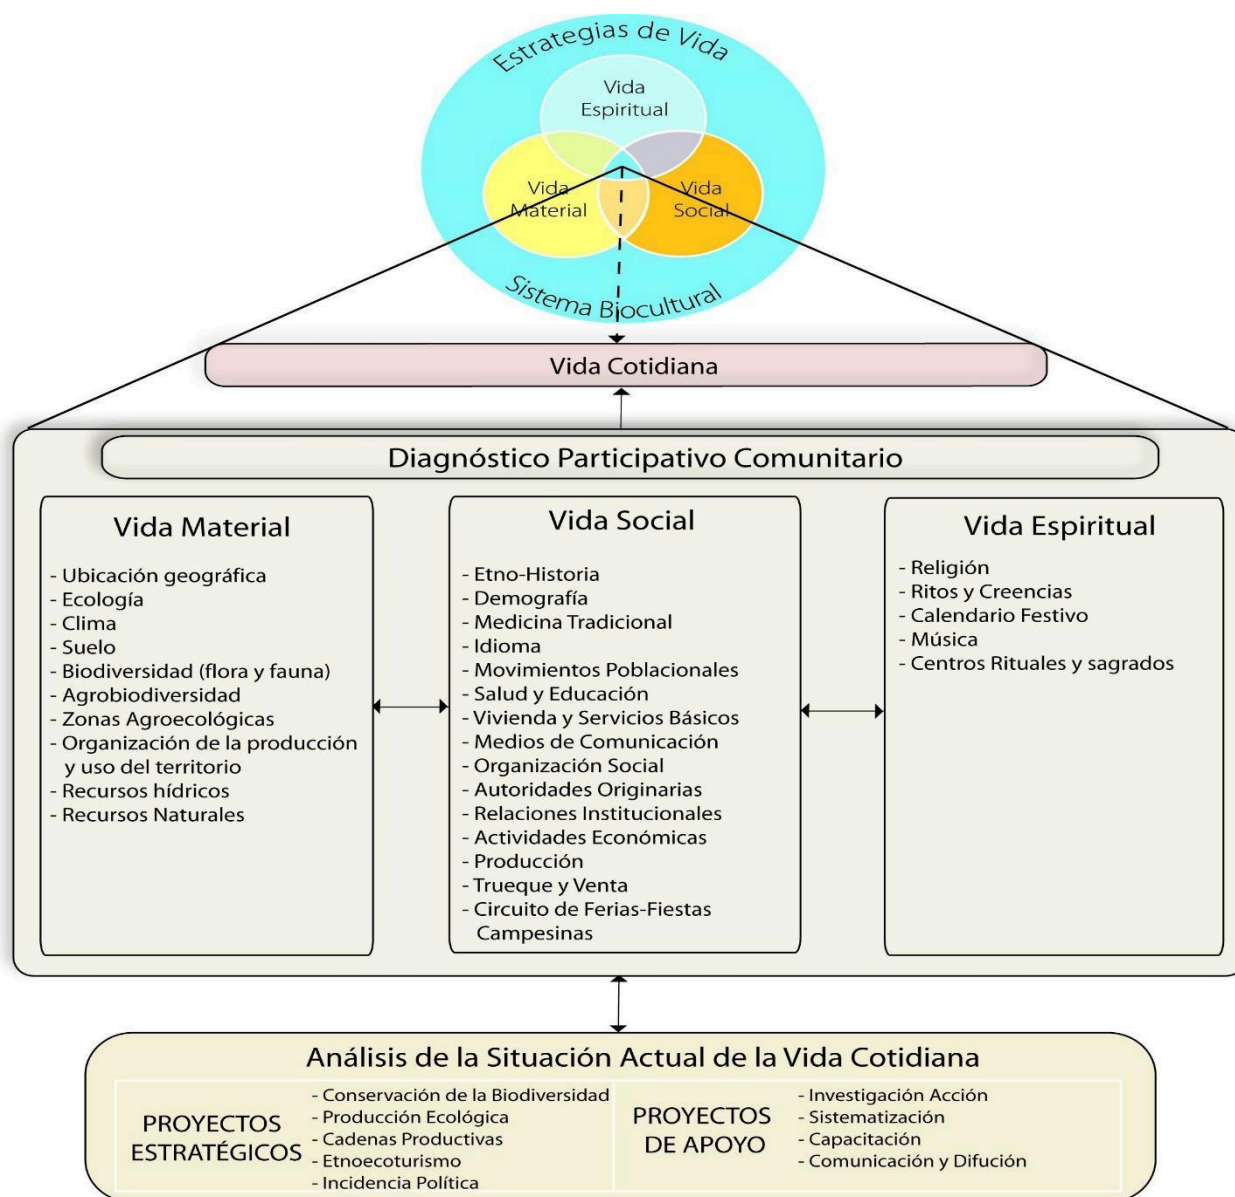 Estrategias de Vida
Vida
Espiritual
Vida
Material
Vida
Social
Sistema Biocultural
Vida Cotidiana
Diagnóstico Participativo Comunitario
Vida Material
- Ubicación geográfica
- Ecología
- Clima
- Suelo
- Biodiversidad (flora y fauna)
- Agrobiodiversidad
- Zonas Agroecológicas
- Organización de la producción
y uso del territorio
- Recursos hídricos
- Recursos Naturales
Vida Social
- Etno-Historia
- Demografía
- Medicina Tradicional
- Idioma
- Movimientos Poblacionales
- Salud y Educación
- Vivienda y Servicios Básicos
- Medios de Comunicación
- Organización Social
- Autoridades Originarias
- Relaciones Institucionales
- Actividades Económicas
- Producción
- Trueque y Venta
- Circuito de Ferias-Fiestas
Campesinas
Vida Espiritual
- Religión
- Ritos y Creencias
- Calendario Festivo
- Música
- Centros Rituales y sagrados
Análisis de la Situación Actual de la Vida Cotidiana
PROYECTOS
ESTRATÉGICOS
- Conservación de la Biodiversidad
- Producción Ecológica
- Cadenas Productivas
- Etnoecoturismo
- Incidencia Política
PROYECTOS
DE APOYO
- Investigación Acción
- Sistematización
- Capacitación
- Comunicación y Difución